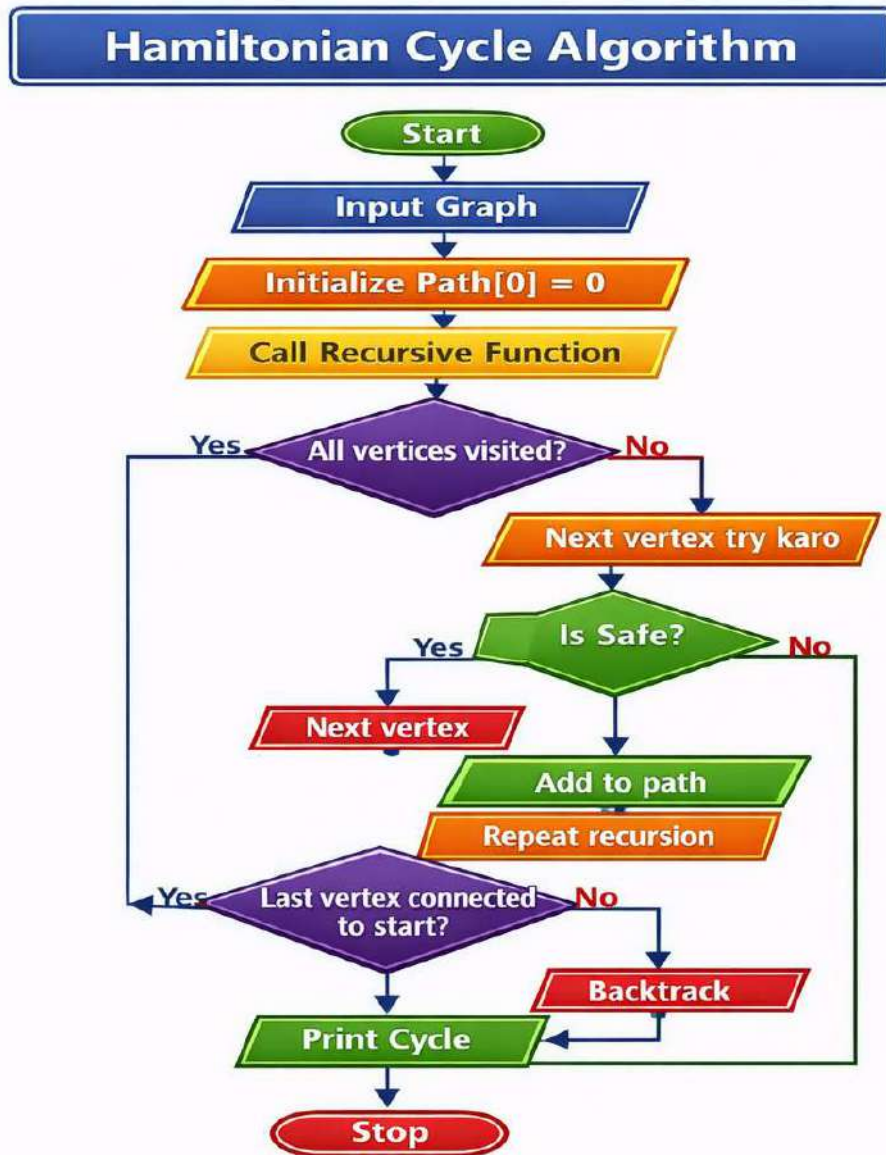 Hamiltonian Cycle Algorithm
Start
Input Graph
Initialize Path[0] = 0
Call Recursive Function
Yes
All vertices visited?
No
Next vertex try karo
Yes
Is Safe?
No
Next vertex
Add to path
Repeat recursion
Yes
Last vertex connected
to start?
No
Backtrack
Print Cycle
Stop